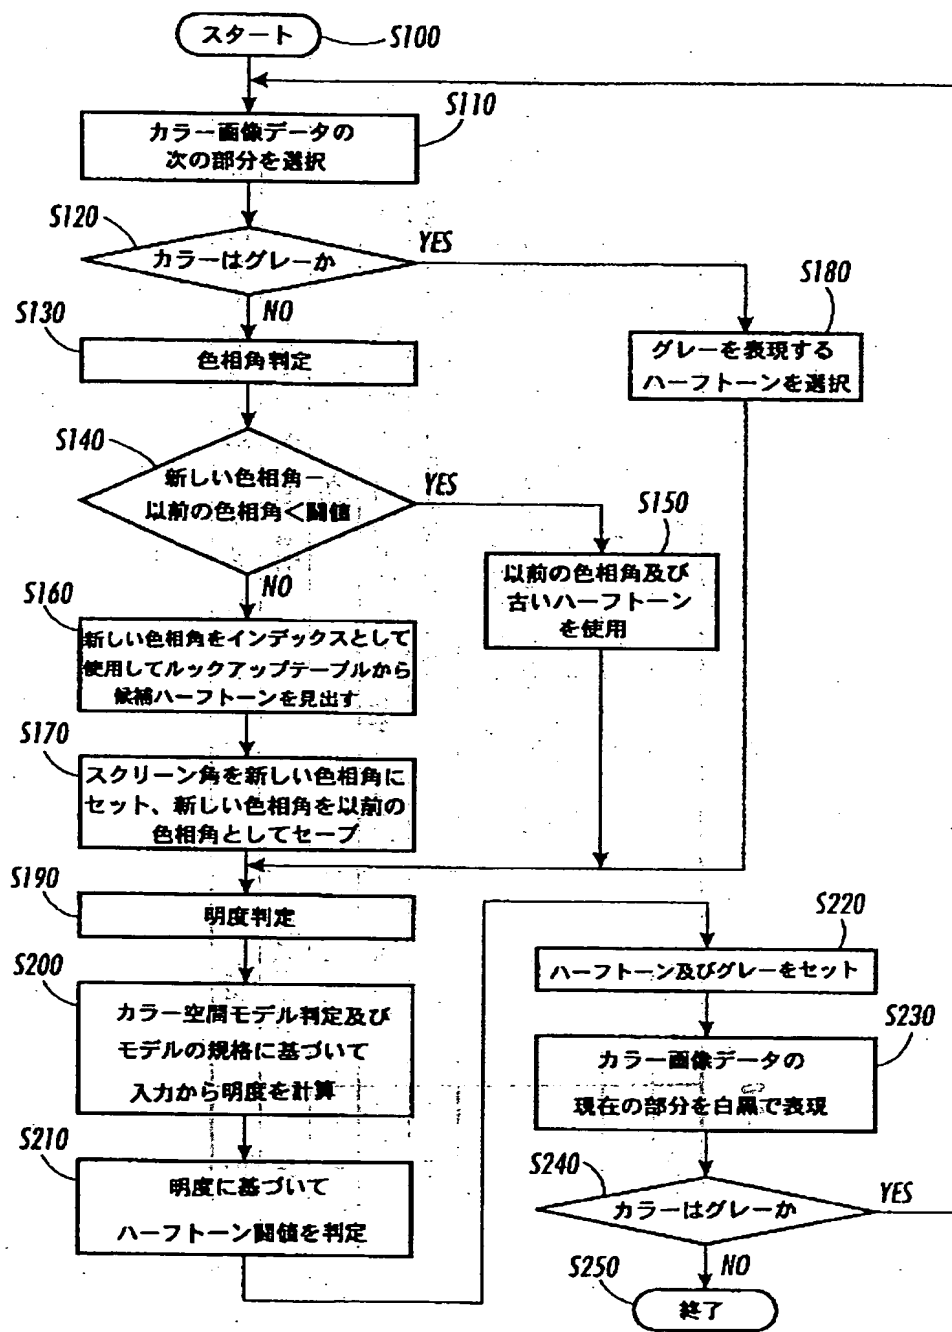 スタート
S100
S110
カラー画像データの
次の部分を選択
S120
カラーはグレーか
YES
NO
S130
色相角判定
S180
グレーを表現する
ハーフトーンを選択
S140
新しい色相角－
以前の色相角＜閾値
YES
NO
S150
以前の色相角及び
古いハーフトーン
を使用
S160
新しい色相角をインデックスとして
使用してルックアップテーブルから
候補ハーフトーンを見出す
S170
スクリーン角を新しい色相角に
セット、新しい色相角を以前の
色相角としてセーブ
S190
明度判定
S200
カラー空間モデル判定及び
モデルの規格に基づいて
入力から明度を計算
S210
明度に基づいて
ハーフトーン閾値を判定
S220
ハーフトーン及びグレーをセット
S230
カラー画像データの
現在の部分を白黒で表現
S240
カラーはグレーか
YES
NO
S250
終了